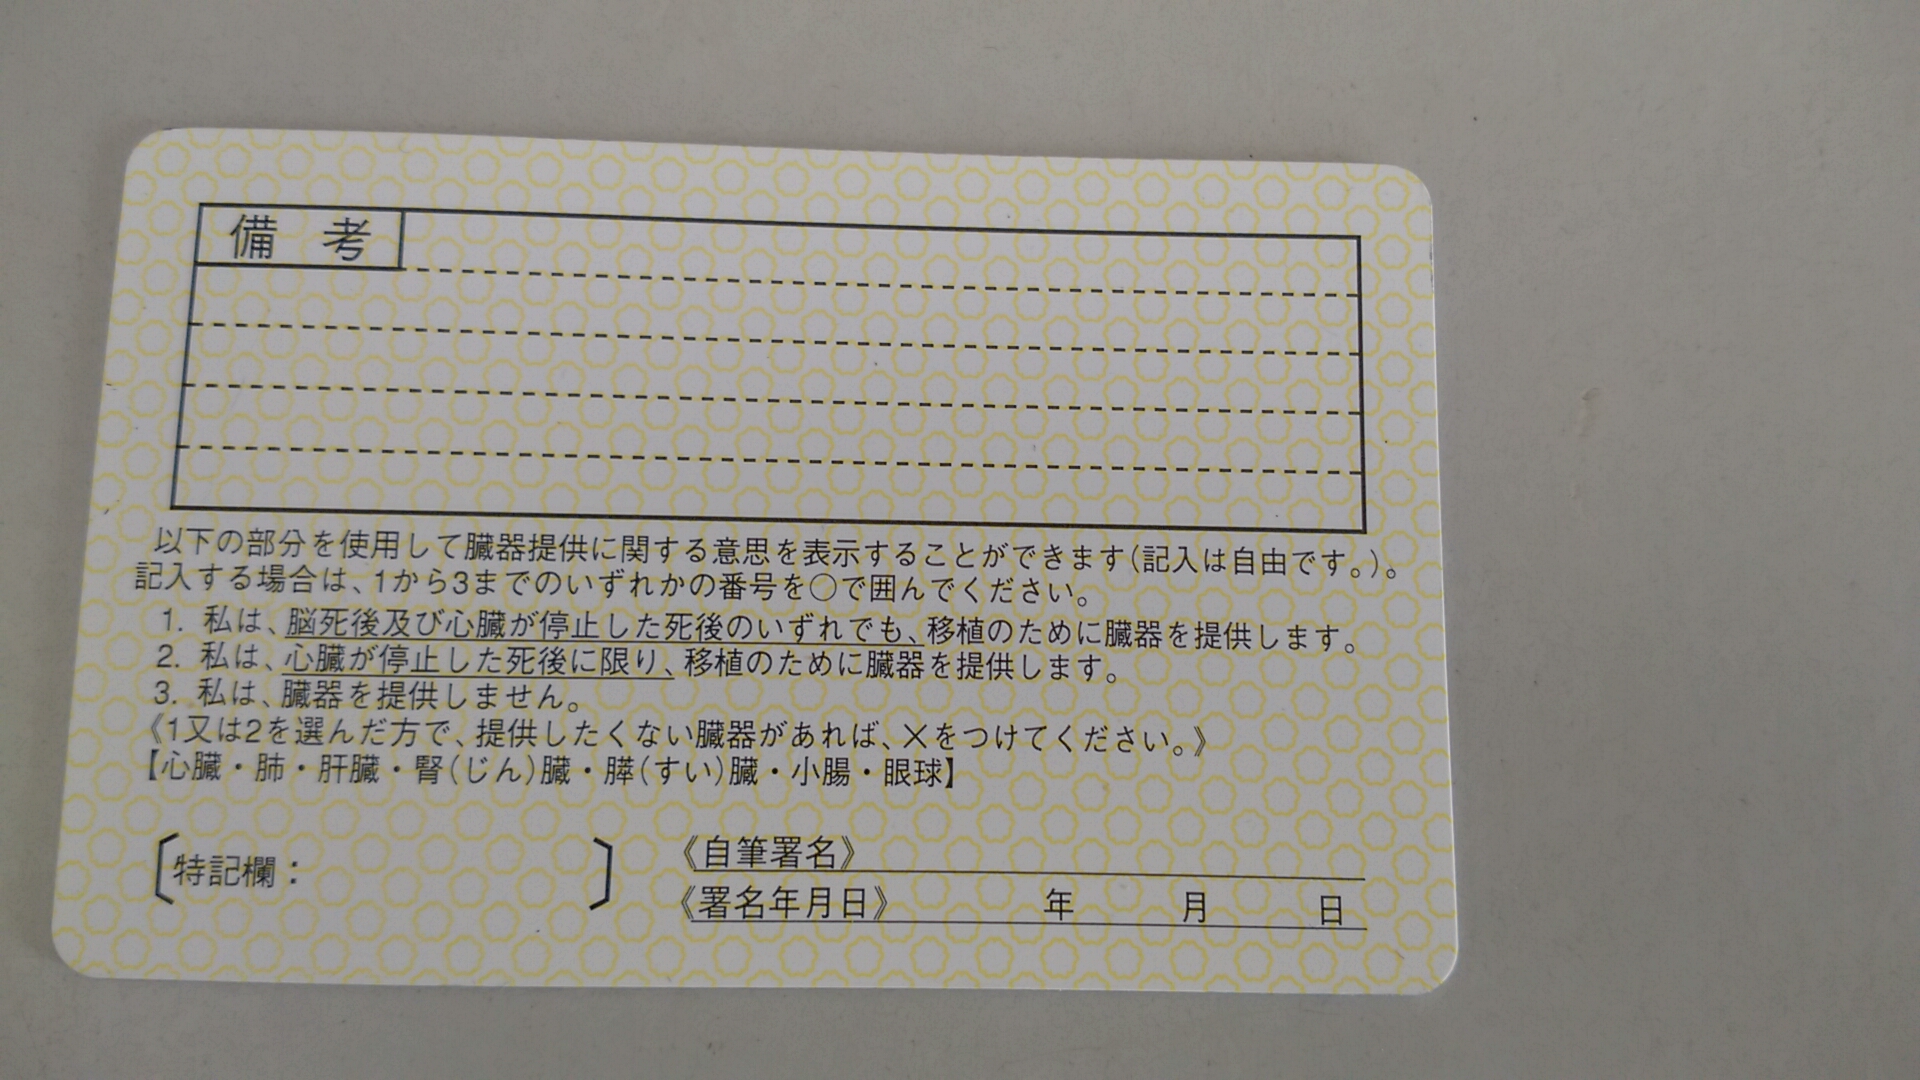 備考
以下の部分を使用して臓器提供に関する意思を表示することができます(記入は自由です。)。
記入する場合は、1から3までのいずれかの番号を○で囲んでください。
1. 私は、脳死後及び心臓が停止した死後のいずれでも、移植のために臓器を提供します。
2. 私は、心臓が停止した死後に限り、移植のために臓器を提供します。
3. 私は、臓器を提供しません。
《1又は2を選んだ方で、提供したくない臓器があれば、×をつけてください。》
【心臓・肺・肝臓・腎(じん)臓・膵(すい)臓・小腸・眼球】
〔特記欄: 〕
《自筆署名》
《署名年月日》 年 月 日